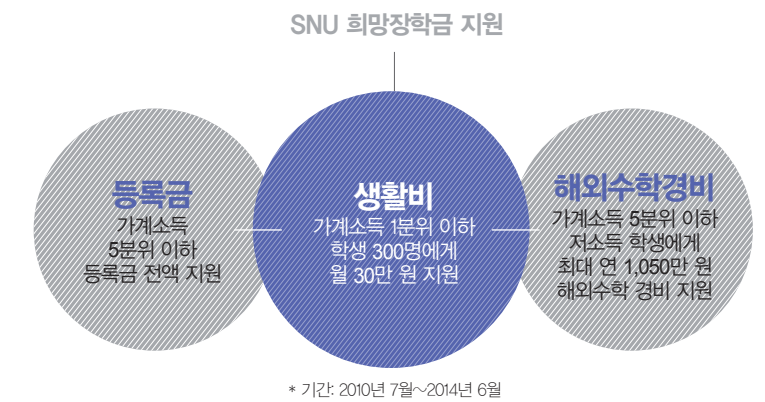 SNU 희망장학금 지원
등록금
가계소득
5분위 이하
등록금 전액 지원
생활비
가계소득 1분위 이하
학생 300명에게
월 30만 원 지원
해외수학경비
가계소득 5분위 이하
저소득 학생에게
최대 연 1,050만 원
해외수학 경비 지원
* 기간: 2010년 7월~2014년 6월